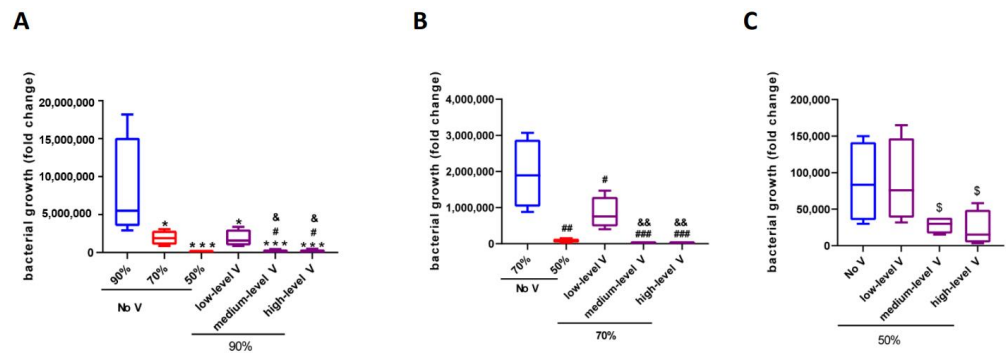 A
bacterial growth (fold change)
20,000,000
15,000,000
10,000,000
5,000,000
0
*
* * *
*
&
#
***
&
#
***
90%
70%
50%
low-level V
medium-level V
high-level V
No V
90%
B
bacterial growth (fold change)
4,000,000
3,000,000
2,000,000
1,000,000
0
##
#
&&
###
&&
###
70%
50%
low-level V
medium-level V
high-level V
No V
70%
C
bacterial growth (fold change)
200,000
150,000
100,000
50,000
0
$
$
No V
low-level V
medium-level V
high-level V
50%